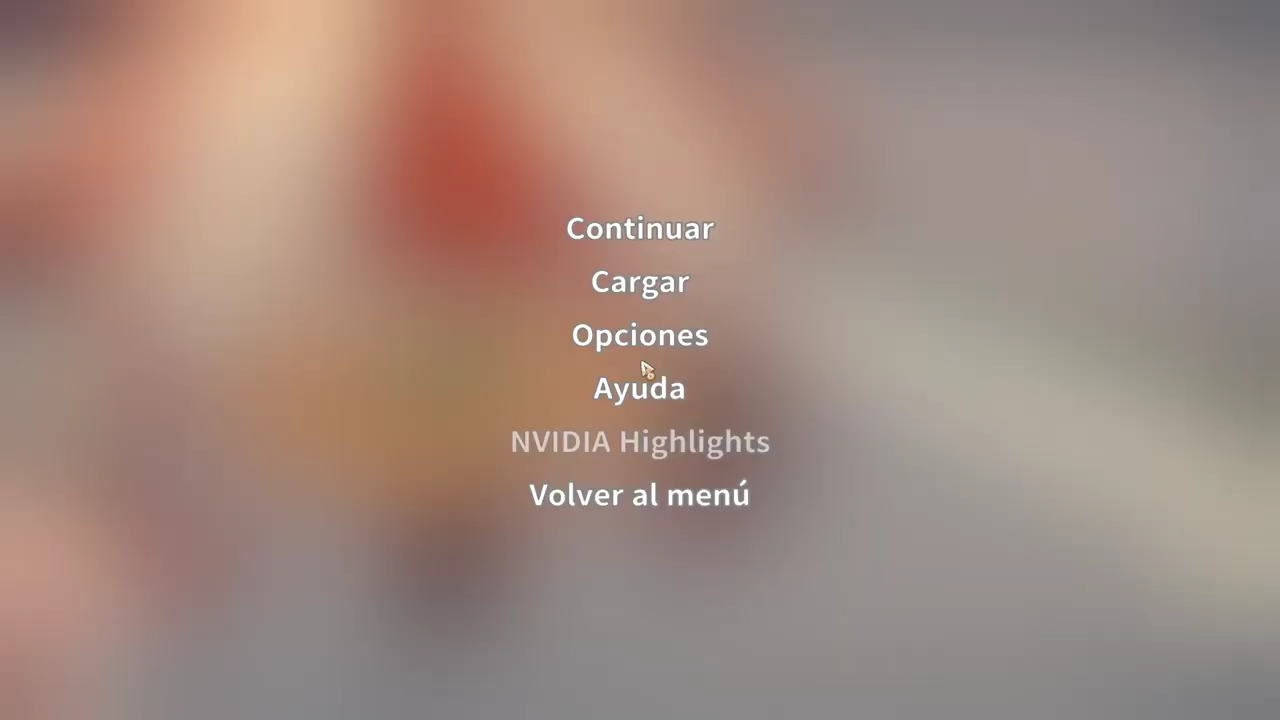 Continuar
Cargar
Opciones
Ayuda
NVIDIA Highlights
Volver al menú